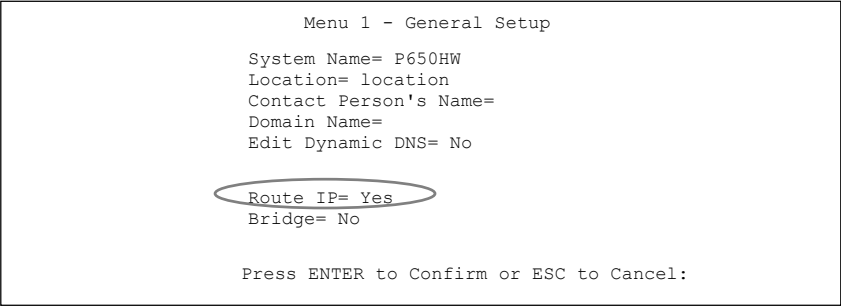 Menu 1 - General Setup
System Name= P650HW
Location= location
Contact Person's Name=
Domain Name=
Edit Dynamic DNS= No
Route IP= Yes
Bridge= No
Press ENTER to Confirm or ESC to Cancel: